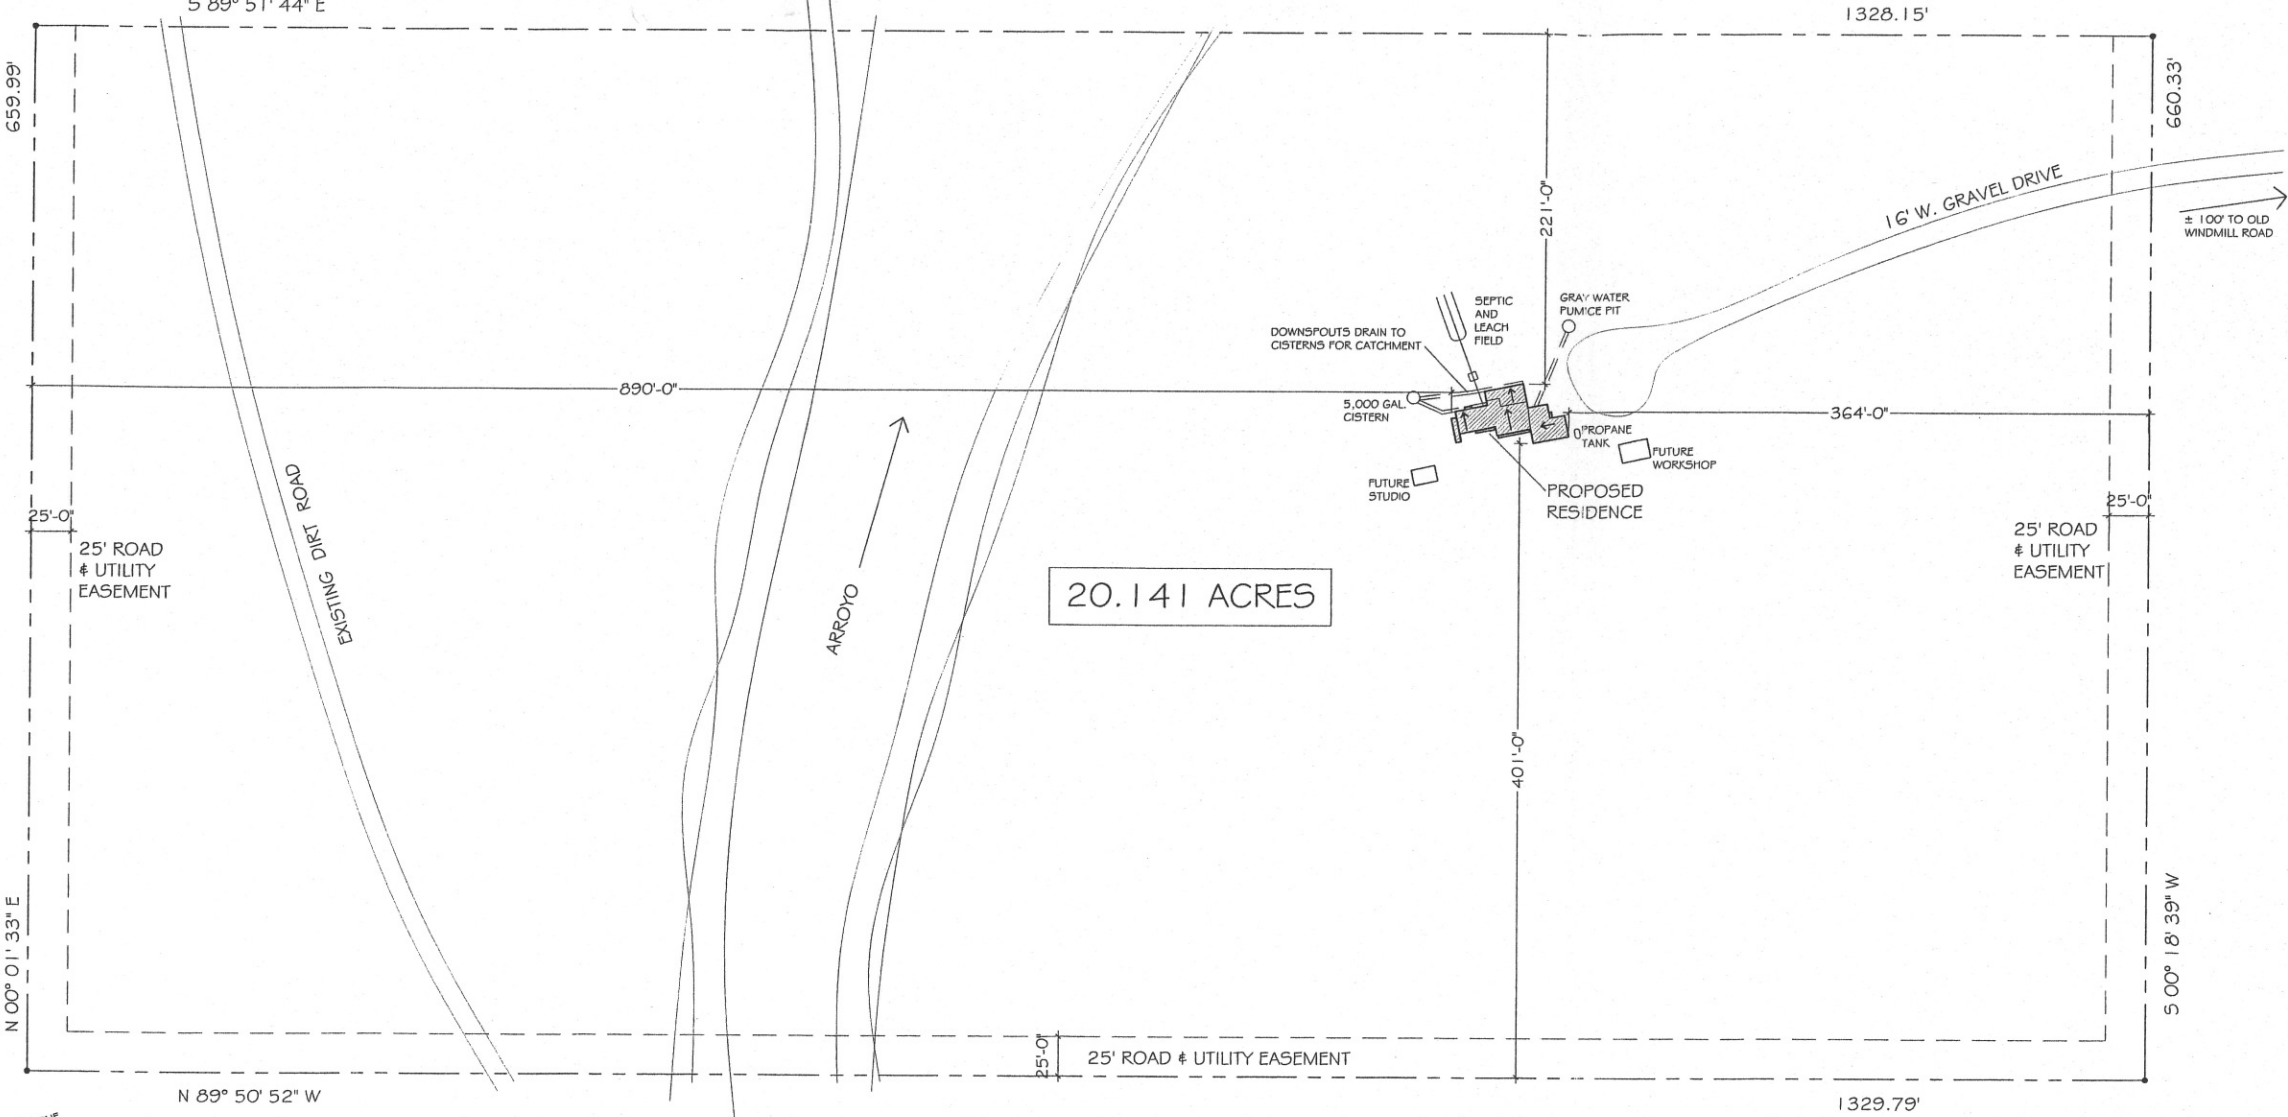 S 89° 51' 44" E
1328.15'
659.99'
660.33'
16' W. GRAVEL DRIVE
± 100' TO OLD
WINDMILL ROAD
221'-0"
SEPTIC
AND
LEACH
FIELD
GRAY WATER
PUMICE PIT
DOWNSPOUTS DRAIN TO
CISTERNS FOR CATCHMENT
890'-0"
5,000 GAL.
CISTERN
364'-0"
PROPANE
TANK
FUTURE
WORKSHOP
FUTURE
STUDIO
PROPOSED
RESIDENCE
EXISTING DIRT ROAD
25'-0"
25' ROAD
& UTILITY
EASEMENT
ARROYO
20.141 ACRES
25'-0"
25' ROAD
& UTILITY
EASEMENT
401'-0"
N 00° 01' 33" E
S 00° 18' 39" W
25'-0"
25' ROAD & UTILITY EASEMENT
N 89° 50' 52" W
1329.79'